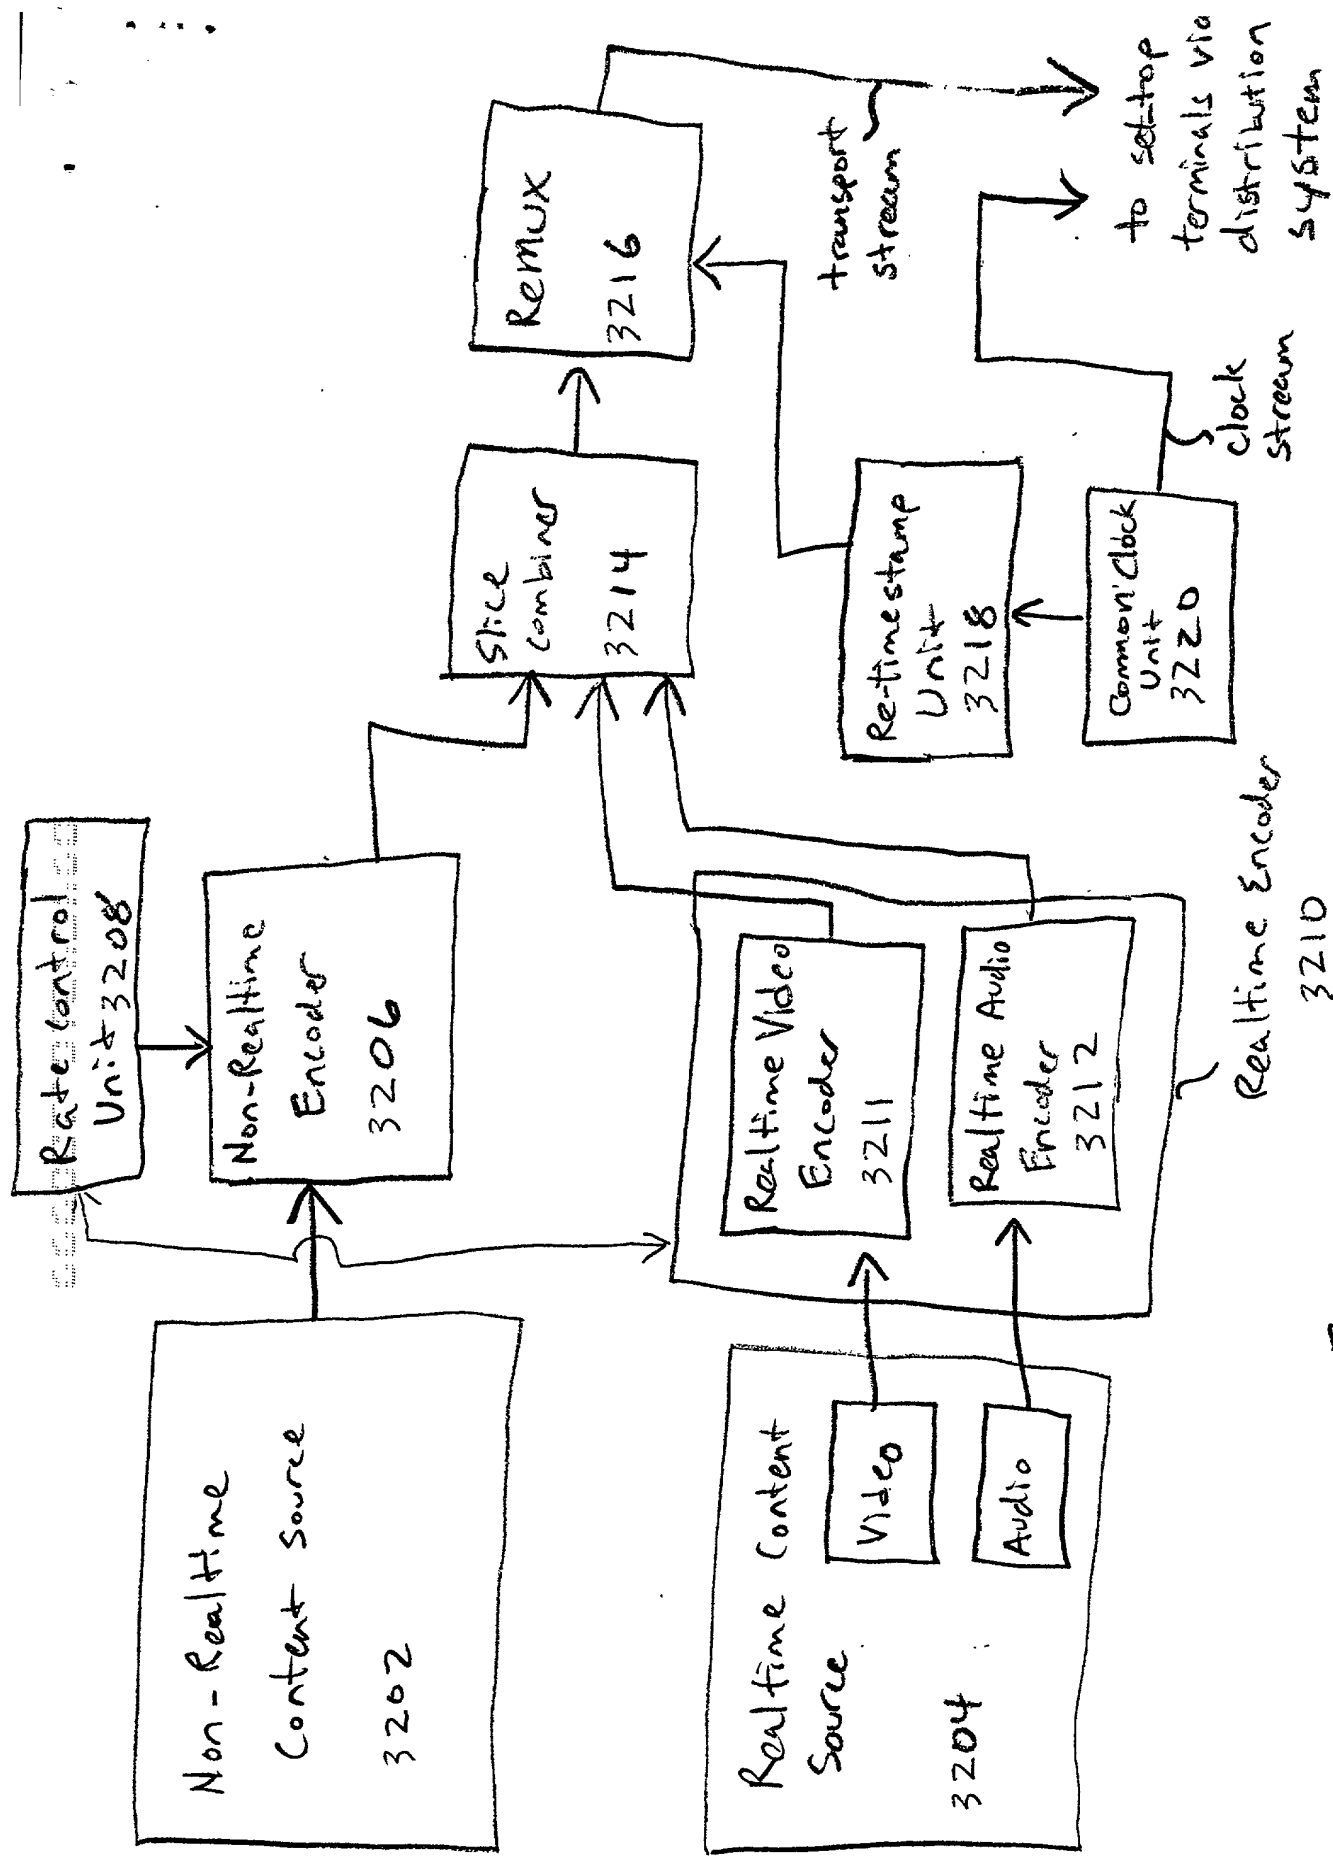 Rate control
Unit 3208
Non-Realtime
Content Source
3202
Non-Realtime
Encoder
3206
Slice
Combiner
3214
ReMUX
3216
Realtime Content
Source
3204
Video
Audio
Realtime Video
Encoder
3211
Realtime Audio
Encoder
3212
Realtime Encoder
3210
Re-timestamp
Unit
3218
Common Clock
Unit
3220
transport
stream
clock
stream
to set-top
terminals via
distribution
system